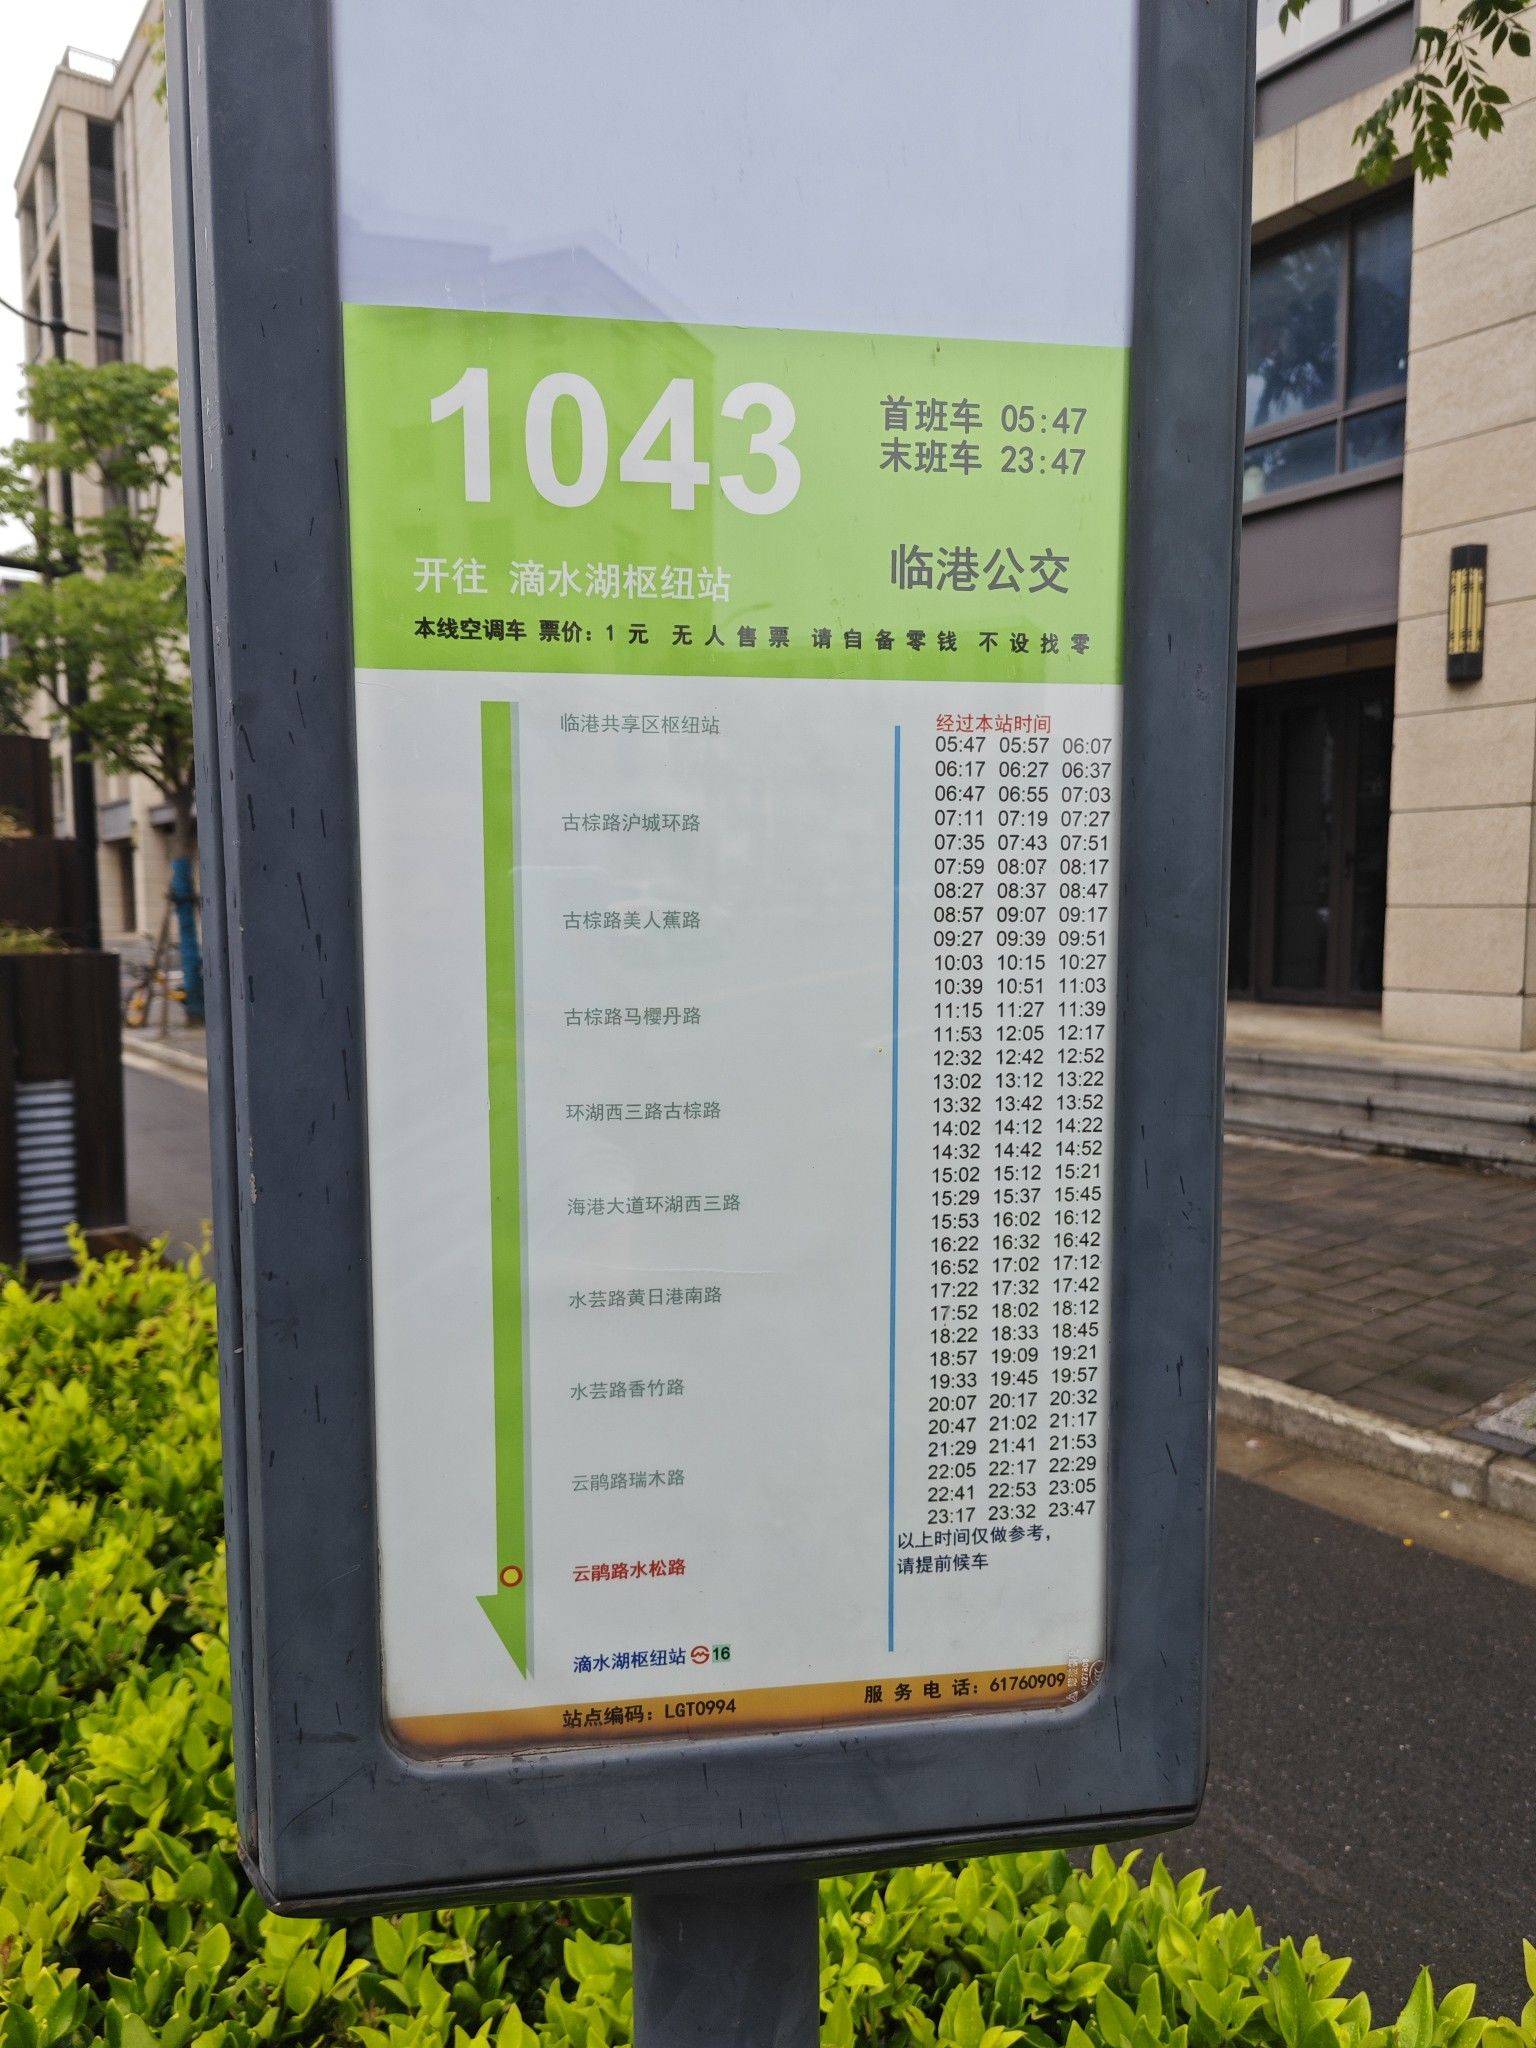 1043
首班车 05:47
末班车 23:47
开往 滴水湖枢纽站
临港公交
本线空调车 票价：1 元 无人售票 请自备零钱 不设找零
临港共享区枢纽站
古棕路沪城环路
古棕路美人蕉路
古棕路马樱丹路
环湖西三路古棕路
海港大道环湖西三路
水芸路黄日港南路
水芸路香竹路
云鹃路瑞木路
云鹃路水松路
滴水湖枢纽站 16
经过本站时间
05:47 05:57 06:07
06:17 06:27 06:37
06:47 06:55 07:03
07:11 07:19 07:27
07:35 07:43 07:51
07:59 08:07 08:17
08:27 08:37 08:47
08:57 09:07 09:17
09:27 09:39 09:51
10:03 10:15 10:27
10:39 10:51 11:03
11:15 11:27 11:39
11:53 12:05 12:17
12:32 12:42 12:52
13:02 13:12 13:22
13:32 13:42 13:52
14:02 14:12 14:22
14:32 14:42 14:52
15:02 15:12 15:21
15:29 15:37 15:45
15:53 16:02 16:12
16:22 16:32 16:42
16:52 17:02 17:12
17:22 17:32 17:42
17:52 18:02 18:12
18:22 18:33 18:45
18:57 19:09 19:21
19:33 19:45 19:57
20:07 20:17 20:32
20:47 21:02 21:17
21:29 21:41 21:53
22:05 22:17 22:29
22:41 22:53 23:05
23:17 23:32 23:47
以上时间仅做参考，
请提前候车
站点编码：LGT0994
服务电话：61760909